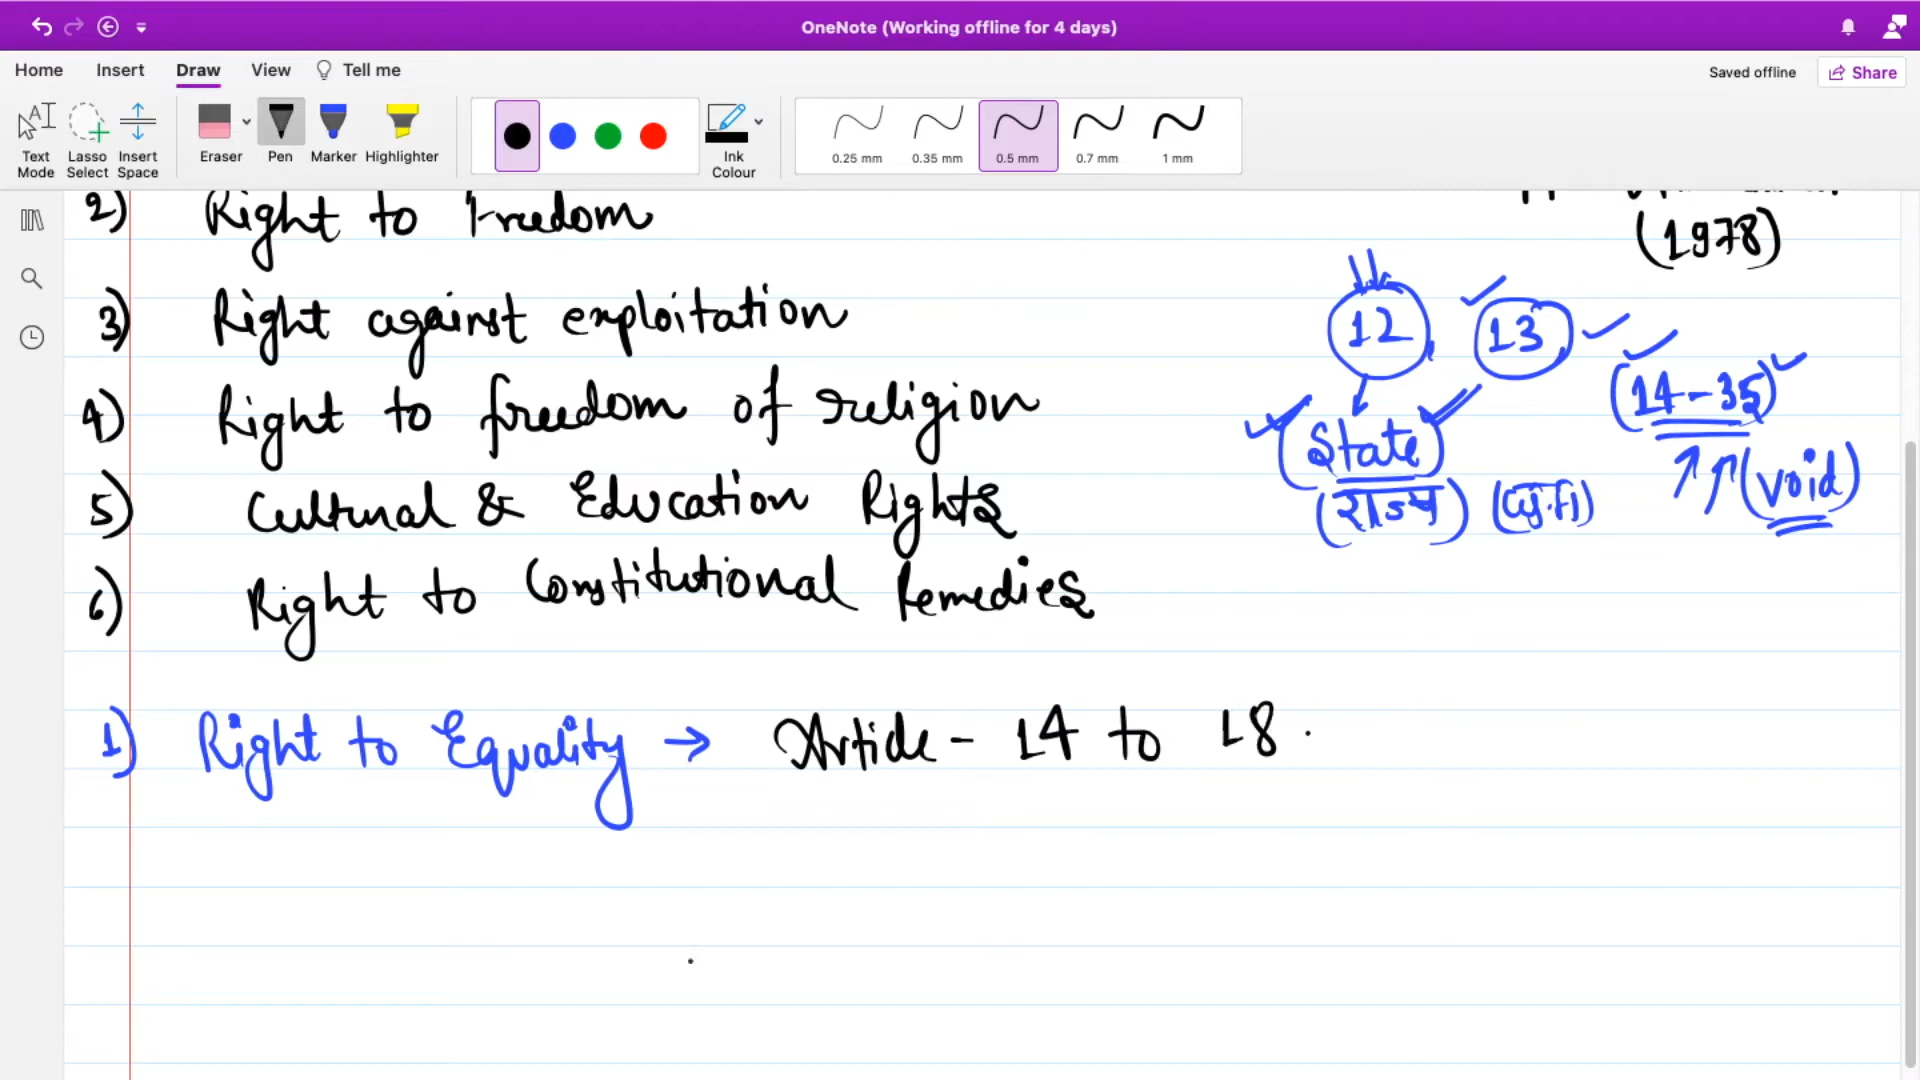 OneNote (Working offline for 4 days)
Home Insert Draw View Tell me
Saved offline Share
Text Mode Lasso Select Insert Space Eraser Pen Marker Highlighter Ink Colour 0.25 mm 0.35 mm 0.5 mm 0.7 mm 1 mm
2) Right to Freedom
(1978)
3) Right against exploitation
12, 13,
(14-35)
4) Right to freedom of religion
(State)
(void)
5) Cultural & Education Rights
(राज्य)
6) Right to Constitutional Remedies
1) Right to Equality → Article - 14 to 18.